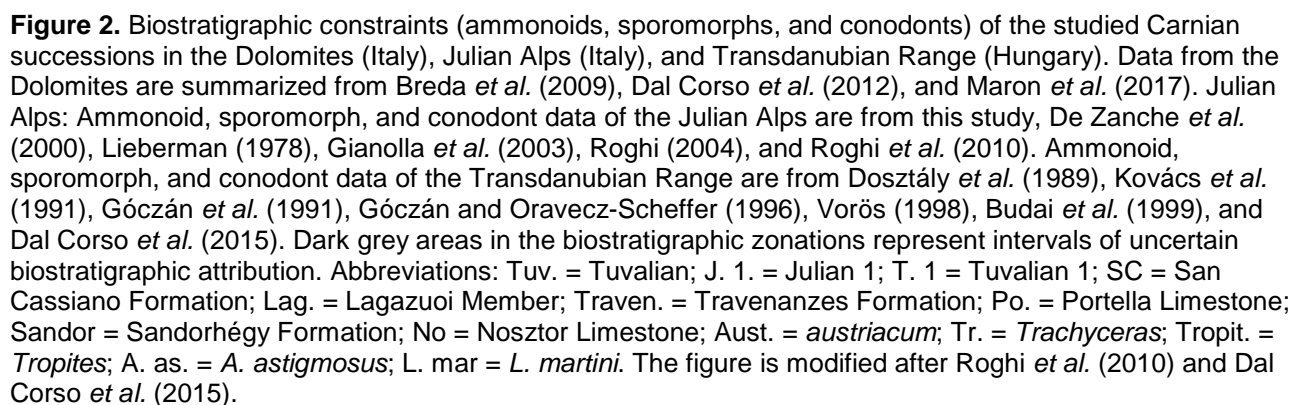 Figure 2. Biostratigraphic constraints (ammonoids, sporomorphs, and conodonts) of the studied Carnian
successions in the Dolomites (Italy), Julian Alps (Italy), and Transdanubian Range (Hungary). Data from the
Dolomites are summarized from Breda et al. (2009), Dal Corso et al. (2012), and Maron et al. (2017). Julian
Alps: Ammonoid, sporomorph, and conodont data of the Julian Alps are from this study, De Zanche et al.
(2000), Lieberman (1978), Gianolla et al. (2003), Roghi (2004), and Roghi et al. (2010). Ammonoid,
sporomorph, and conodont data of the Transdanubian Range are from Dosztály et al. (1989), Kovács et al.
(1991), Góczán et al. (1991), Góczán and Oravecz-Scheffer (1996), Vorös (1998), Budai et al. (1999), and
Dal Corso et al. (2015). Dark grey areas in the biostratigraphic zonations represent intervals of uncertain
biostratigraphic attribution. Abbreviations: Tuv. = Tuvalian; J. 1. = Julian 1; T. 1 = Tuvalian 1; SC = San
Cassiano Formation; Lag. = Lagazuoi Member; Traven. = Travenanzes Formation; Po. = Portella Limestone;
Sandor = Sandorhégy Formation; No = Nosztor Limestone; Aust. = austriacum; Tr. = Trachyceras; Tropit. =
Tropites; A. as. = A. astigmosus; L. mar = L. martini. The figure is modified after Roghi et al. (2010) and Dal
Corso et al. (2015).